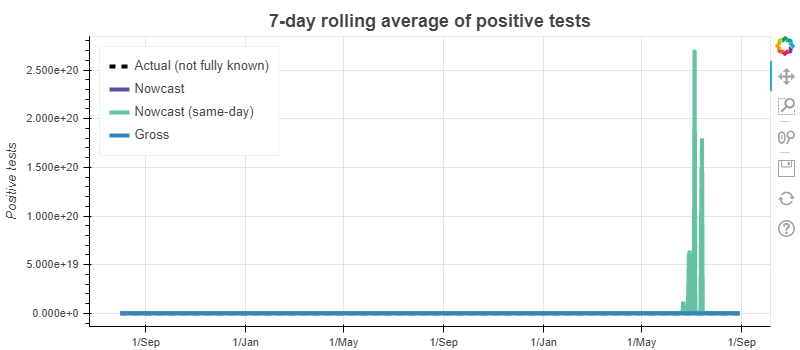 7-day rolling average of positive tests
Actual (not fully known)
Nowcast
Nowcast (same-day)
Gross
Positive tests
2.500e+20
2.000e+20
1.500e+20
1.000e+20
5.000e+19
0.000e+0
1/Sep 1/Jan 1/May 1/Sep 1/Jan 1/May 1/Sep